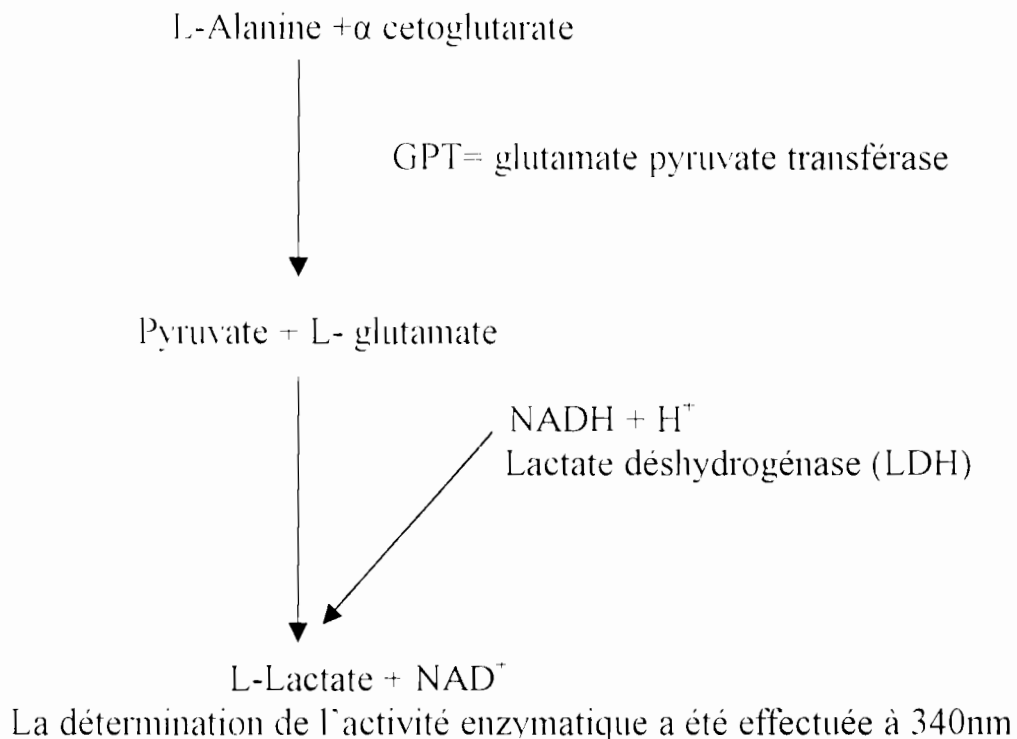 L-Alanine +α cetoglutarate
GPT= glutamate pyruvate transférase
Pyruvate + L- glutamate
NADH + H⁺
Lactate déshydrogénase (LDH)
L-Lactate + NAD⁺
La détermination de l'activité enzymatique a été effectuée à 340nm